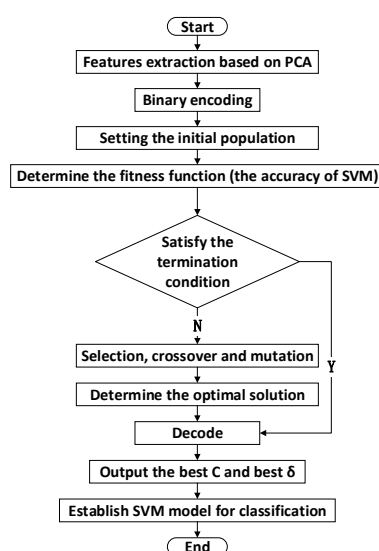 Start
Features extraction based on PCA
Binary encoding
Setting the initial population
Determine the fitness function (the accuracy of SVM)
Satisfy the
termination
condition
N
Y
Selection, crossover and mutation
Determine the optimal solution
Decode
Output the best C and best δ
Establish SVM model for classification
End